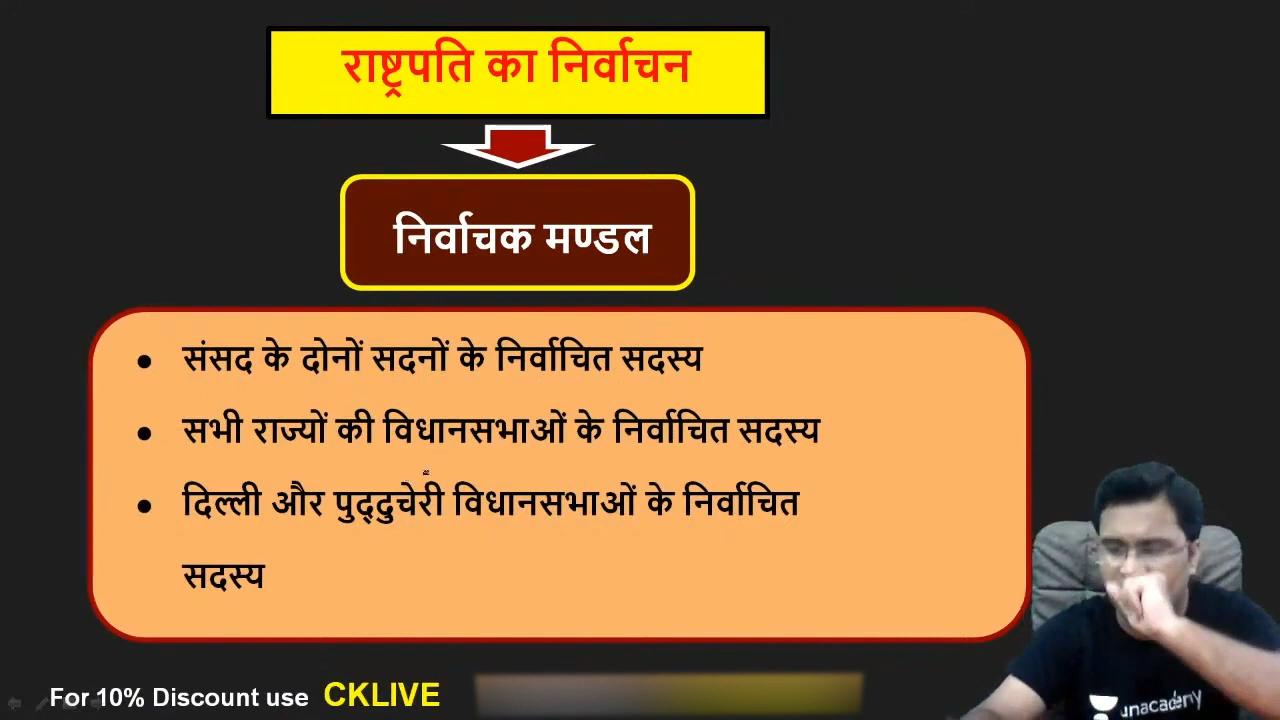 राष्ट्रपति का निर्वाचन
निर्वाचक मण्डल
• संसद के दोनों सदनों के निर्वाचित सदस्य
• सभी राज्यों की विधानसभाओं के निर्वाचित सदस्य
• दिल्ली और पुद्दुचेरी विधानसभाओं के निर्वाचित
सदस्य
For 10% Discount use CKLIVE
unacademy